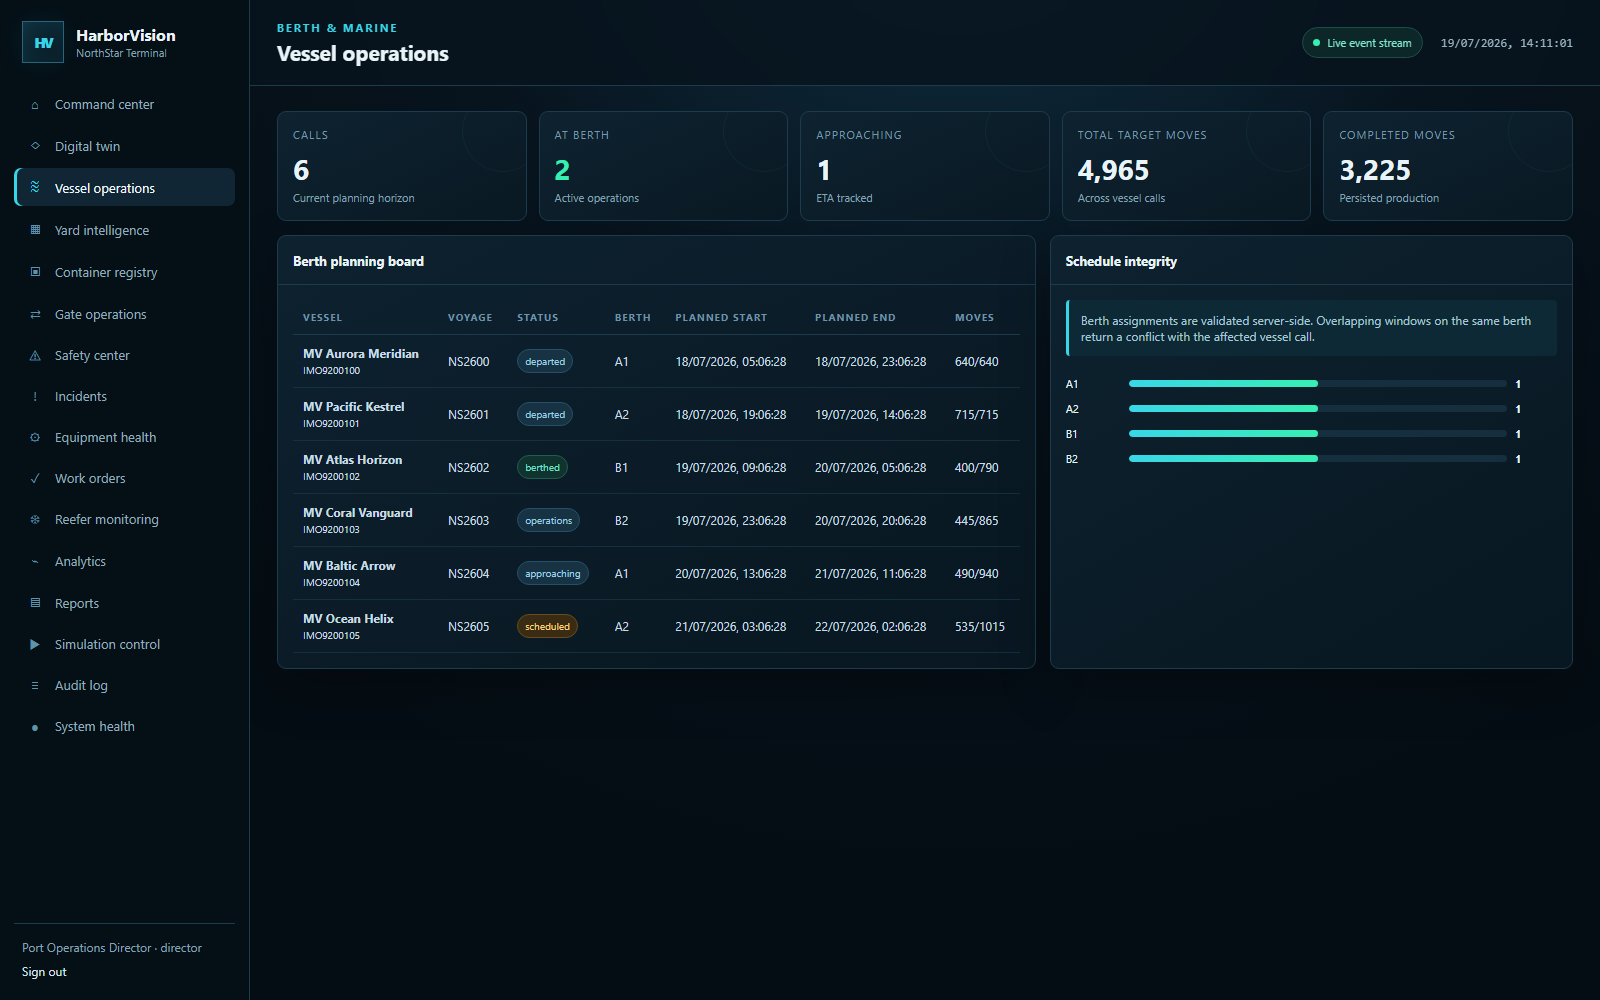 HV
HarborVision
NorthStar Terminal
Command center
Digital twin
Vessel operations
Yard intelligence
Container registry
Gate operations
Safety center
Incidents
Equipment health
Work orders
Reefer monitoring
Analytics
Reports
Simulation control
Audit log
System health
Port Operations Director · director
Sign out
BERTH & MARINE
Vessel operations
Live event stream
19/07/2026, 14:11:01
CALLS
6
Current planning horizon
AT BERTH
2
Active operations
APPROACHING
1
ETA tracked
TOTAL TARGET MOVES
4,965
Across vessel calls
COMPLETED MOVES
3,225
Persisted production
Berth planning board
VESSEL VOYAGE STATUS BERTH PLANNED START PLANNED END MOVES
MV Aurora Meridian
IMO9200100
NS2600 departed A1 18/07/2026, 05:06:28 18/07/2026, 23:06:28 640/640
MV Pacific Kestrel
IMO9200101
NS2601 departed A2 18/07/2026, 19:06:28 19/07/2026, 14:06:28 715/715
MV Atlas Horizon
IMO9200102
NS2602 berthed B1 19/07/2026, 09:06:28 20/07/2026, 05:06:28 400/790
MV Coral Vanguard
IMO9200103
NS2603 operations B2 19/07/2026, 23:06:28 20/07/2026, 20:06:28 445/865
MV Baltic Arrow
IMO9200104
NS2604 approaching A1 20/07/2026, 13:06:28 21/07/2026, 11:06:28 490/940
MV Ocean Helix
IMO9200105
NS2605 scheduled A2 21/07/2026, 03:06:28 22/07/2026, 02:06:28 535/1015
Schedule integrity
Berth assignments are validated server-side. Overlapping windows on the same berth
return a conflict with the affected vessel call.
A1 1
A2 1
B1 1
B2 1